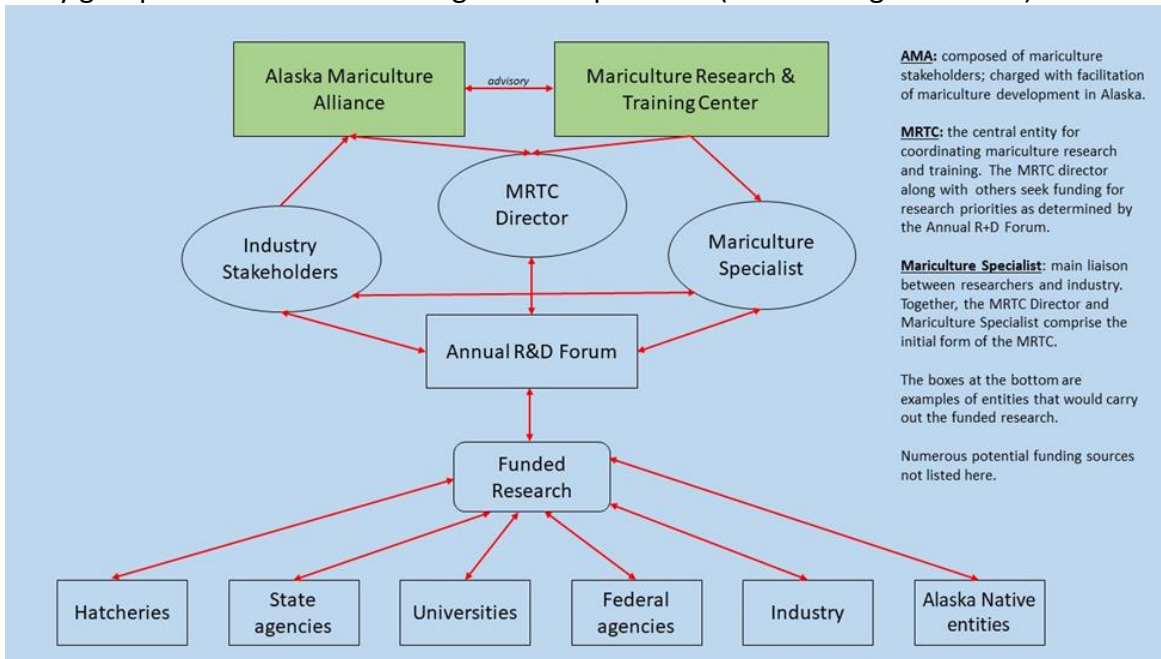 Alaska Mariculture
Alliance
advisory
Mariculture Research &
Training Center
MRTC
Director
Industry
Stakeholders
Mariculture
Specialist
Annual R&D Forum
Funded
Research
Hatcheries
State
agencies
Universities
Federal
agencies
Industry
Alaska Native
entities
AMA: composed of mariculture
stakeholders; charged with facilitation
of mariculture development in Alaska.
MRTC: the central entity for
coordinating mariculture research
and training. The MRTC director
along with others seek funding for
research priorities as determined by
the Annual R+D Forum.
Mariculture Specialist: main liaison
between researchers and industry.
Together, the MRTC Director and
Mariculture Specialist comprise the
initial form of the MRTC.
The boxes at the bottom are
examples of entities that would carry
out the funded research.
Numerous potential funding sources
not listed here.